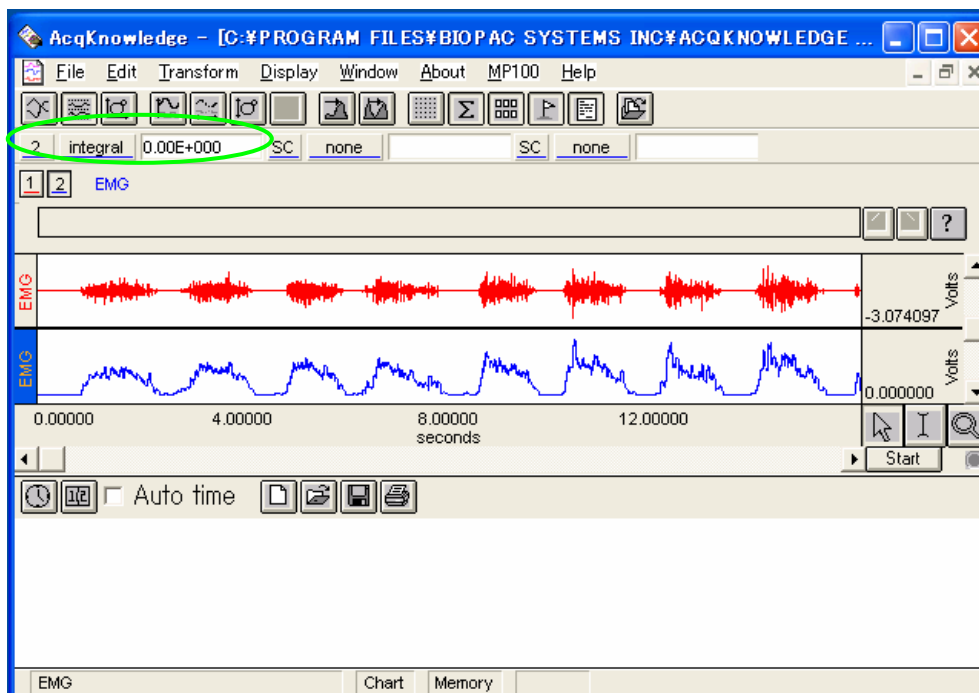 AcqKnowledge - [C:¥PROGRAM FILES¥BIOPAC SYSTEMS INC¥ACQKNOWLEDGE ...
File Edit Transform Display Window About MP100 Help
2 integral 0.00E+000 SC none SC none
1 2 EMG
?
EMG
-3.074097
Volts
EMG
0.000000
Volts
0.00000 4.00000 8.00000 12.00000
seconds
Start
Auto time
EMG Chart Memory